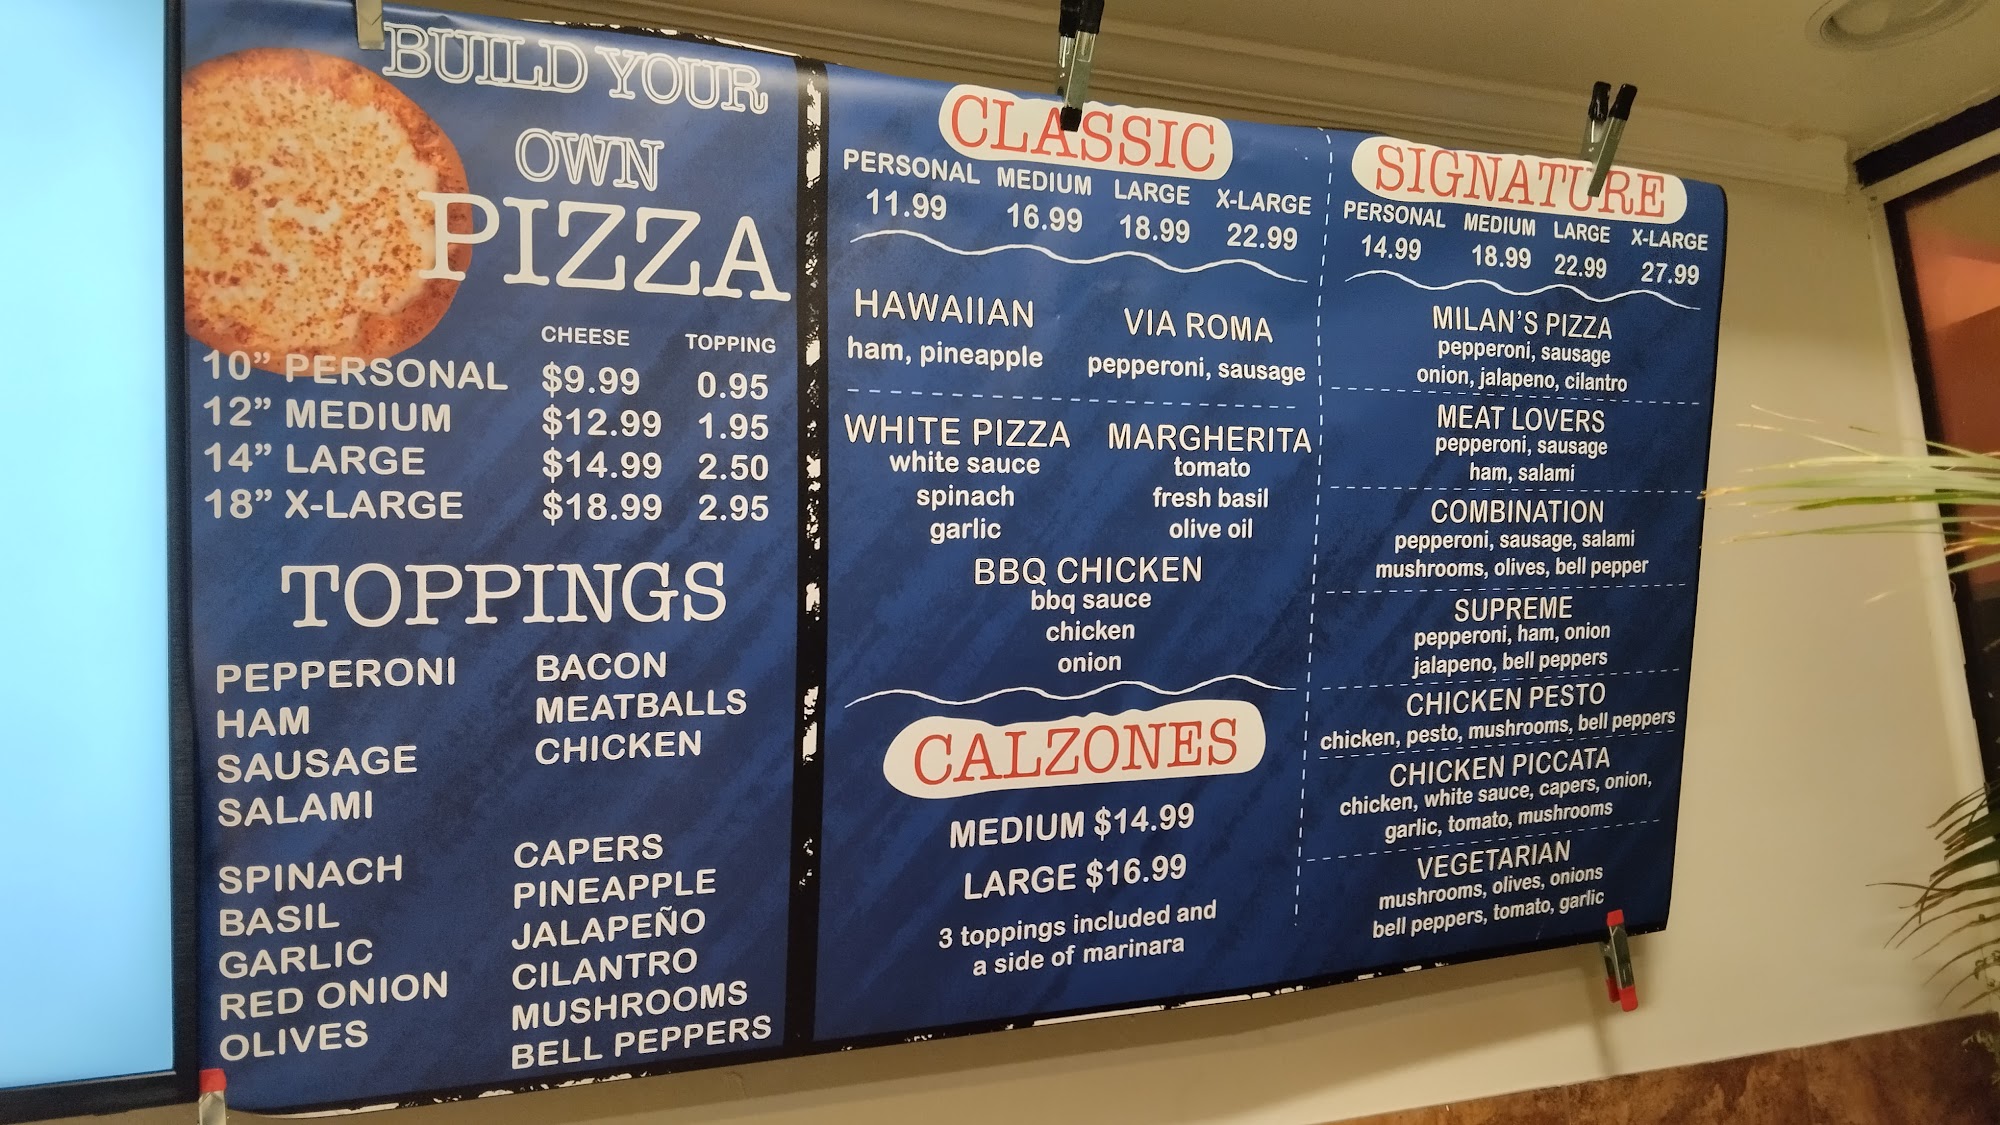 BUILD YOUR
OWN
PIZZA
CHEESE TOPPING
10" PERSONAL $9.99 0.95
12" MEDIUM $12.99 1.95
14" LARGE $14.99 2.50
18" X-LARGE $18.99 2.95
TOPPINGS
PEPPERONI
HAM
SAUSAGE
SALAMI
BACON
MEATBALLS
CHICKEN
SPINACH
BASIL
GARLIC
RED ONION
OLIVES
CAPERS
PINEAPPLE
JALAPEÑO
CILANTRO
MUSHROOMS
BELL PEPPERS
CLASSIC
PERSONAL MEDIUM LARGE X-LARGE
11.99 16.99 18.99 22.99
HAWAIIAN
ham, pineapple
VIA ROMA
pepperoni, sausage
WHITE PIZZA
white sauce
spinach
garlic
MARGHERITA
tomato
fresh basil
olive oil
BBQ CHICKEN
bbq sauce
chicken
onion
CALZONES
MEDIUM $14.99
LARGE $16.99
3 toppings included and
a side of marinara
SIGNATURE
PERSONAL MEDIUM LARGE X-LARGE
14.99 18.99 22.99 27.99
MILAN'S PIZZA
pepperoni, sausage
onion, jalapeno, cilantro
MEAT LOVERS
pepperoni, sausage
ham, salami
COMBINATION
pepperoni, sausage, salami
mushrooms, olives, bell pepper
SUPREME
pepperoni, ham, onion
jalapeno, bell peppers
CHICKEN PESTO
chicken, pesto, mushrooms, bell peppers
CHICKEN PICCATA
chicken, white sauce, capers, onion,
garlic, tomato, mushrooms
VEGETARIAN
mushrooms, olives, onions
bell peppers, tomato, garlic